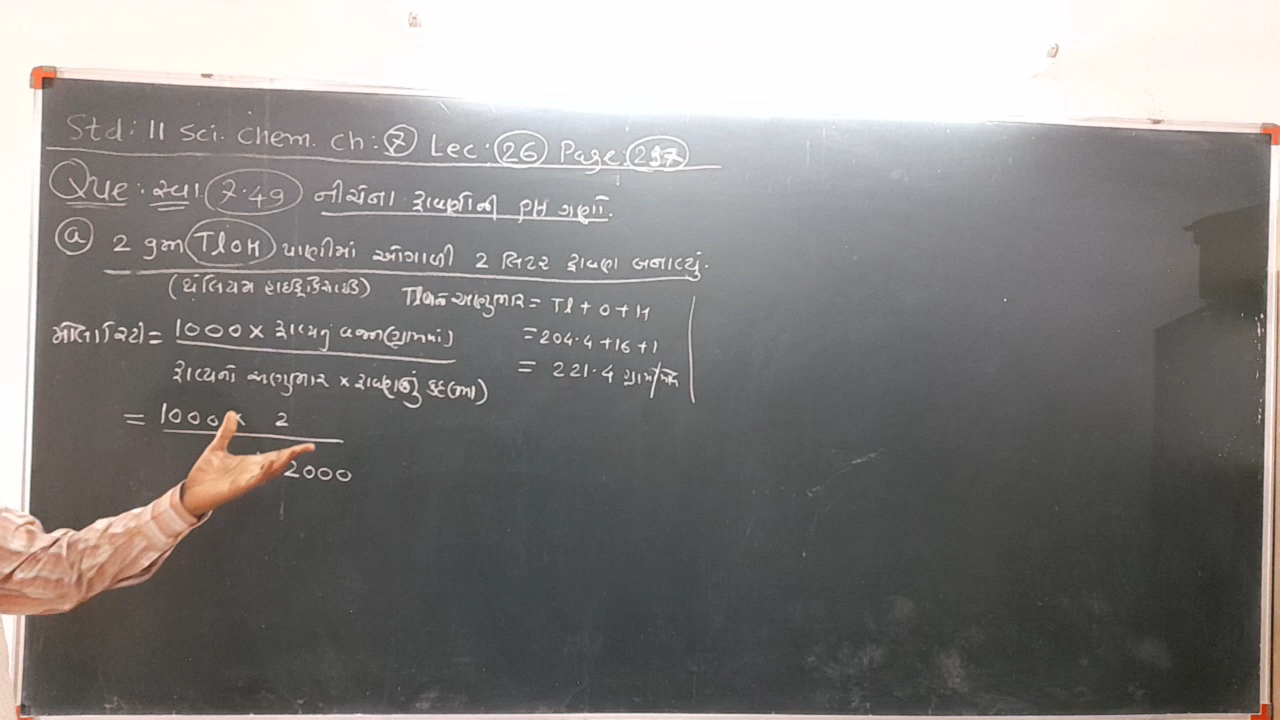 Std: 11 Sci. Chem. Ch: 7 Lec: 26 Page: 237
Que: સ્વા. 7.49 નીચેના દ્રાવણોની pH ગણો.
(a) 2 gm TlOH પાણીમાં ઓગાળી 2 લિટર દ્રાવણ બનાવ્યું.
(થેલિયમ હાઇડ્રોક્સાઇડ)
અણુભાર = Tl + O + H
= 204.4 + 16 + 1
= 221.4 ગ્રામ/મોલ
મોલારિટી = 1000 × દ્રાવ્યનું વજન(ગ્રામમાં)
દ્રાવ્યનો અણુભાર × દ્રાવણનું કદ
= 1000 × 2
2000